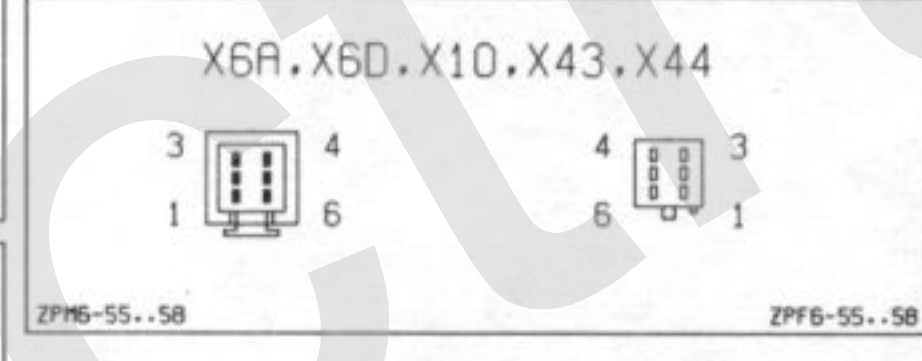 X6A,X6D,X10,X43,X44
3 4 4 3
1 6 6 1
ZPM6-55..58 ZPF6-55..58